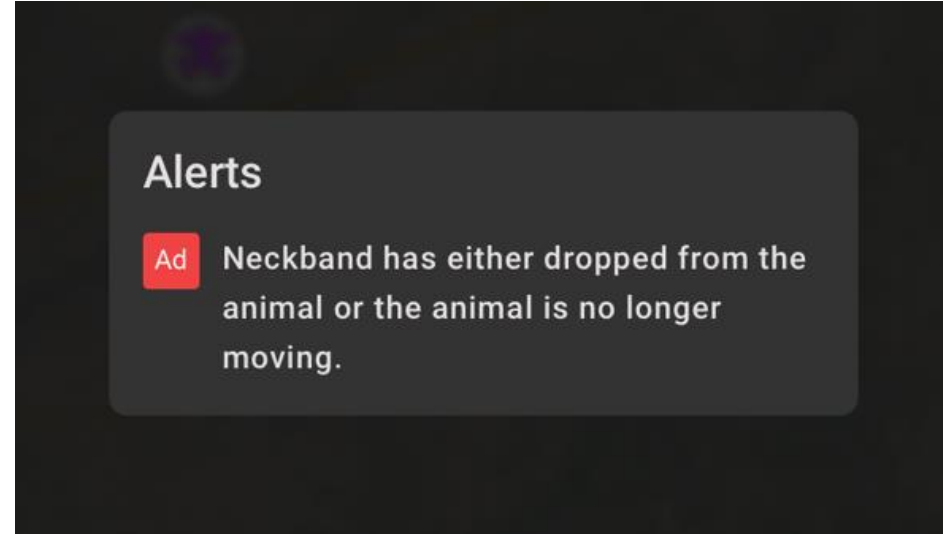 Alerts
Ad
Neckband has either dropped from the
animal or the animal is no longer
moving.